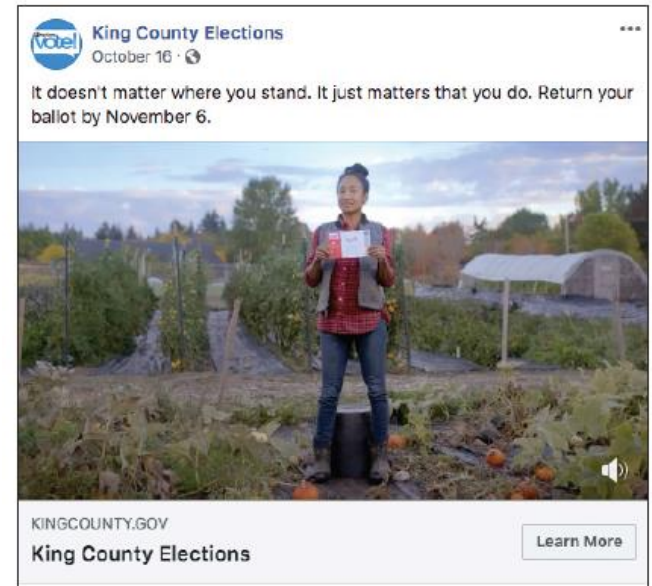 vote!
King County Elections
October 16
It doesn't matter where you stand. It just matters that you do. Return your
ballot by November 6.
KINGCOUNTY.GOV
King County Elections
Learn More